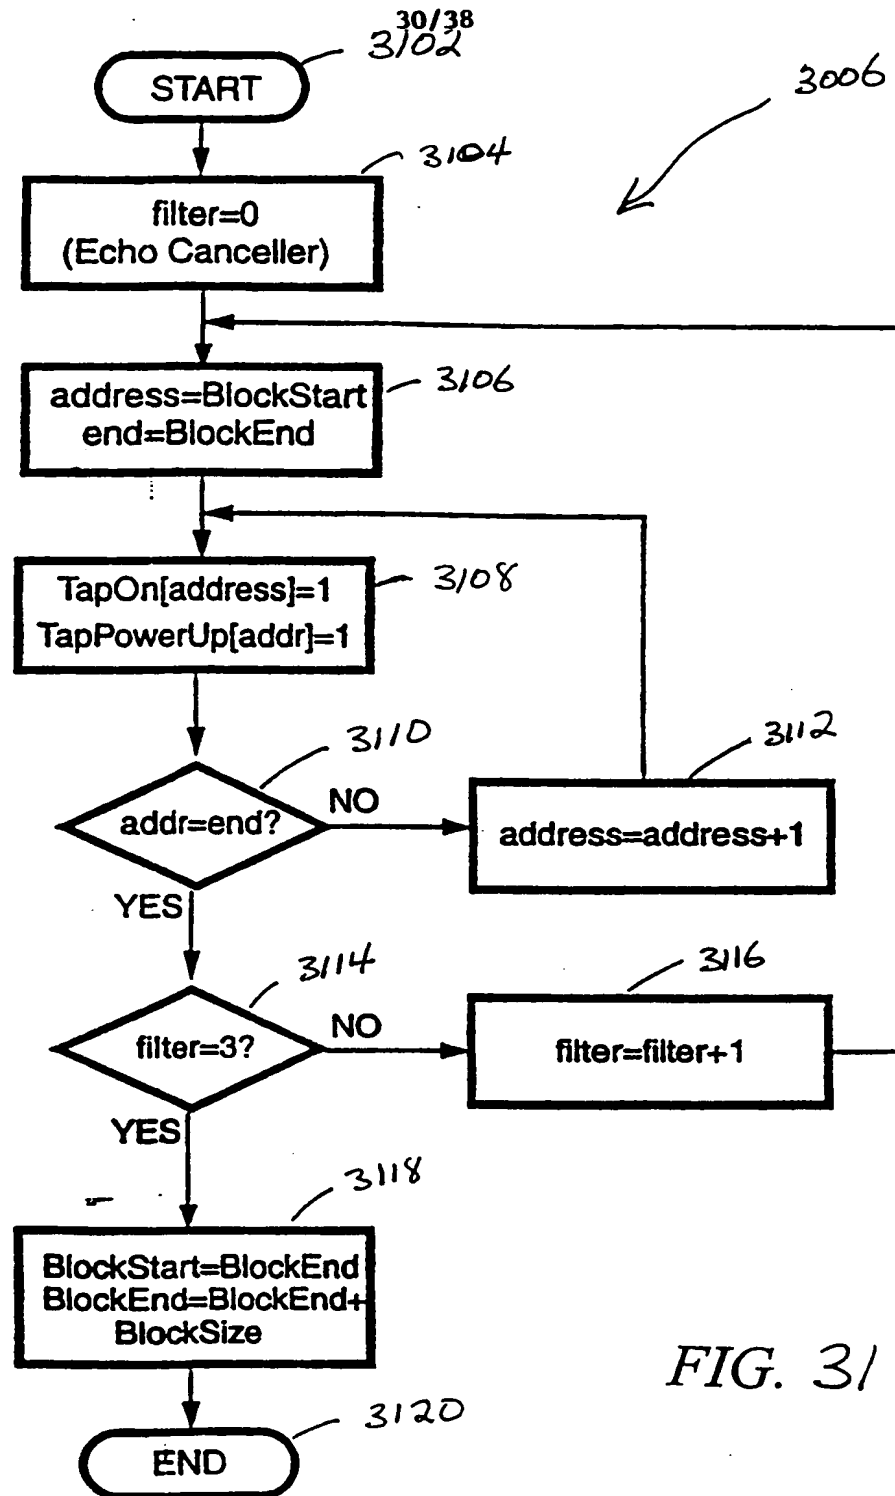 30/38
3102
START
3006
3104
filter=0
(Echo Canceller)
3106
address=BlockStart
end=BlockEnd
3108
TapOn[address]=1
TapPowerUp[addr]=1
3110
addr=end?
NO
3112
address=address+1
YES
3114
filter=3?
NO
3116
filter=filter+1
YES
3118
BlockStart=BlockEnd
BlockEnd=BlockEnd+
BlockSize
3120
END
FIG. 31